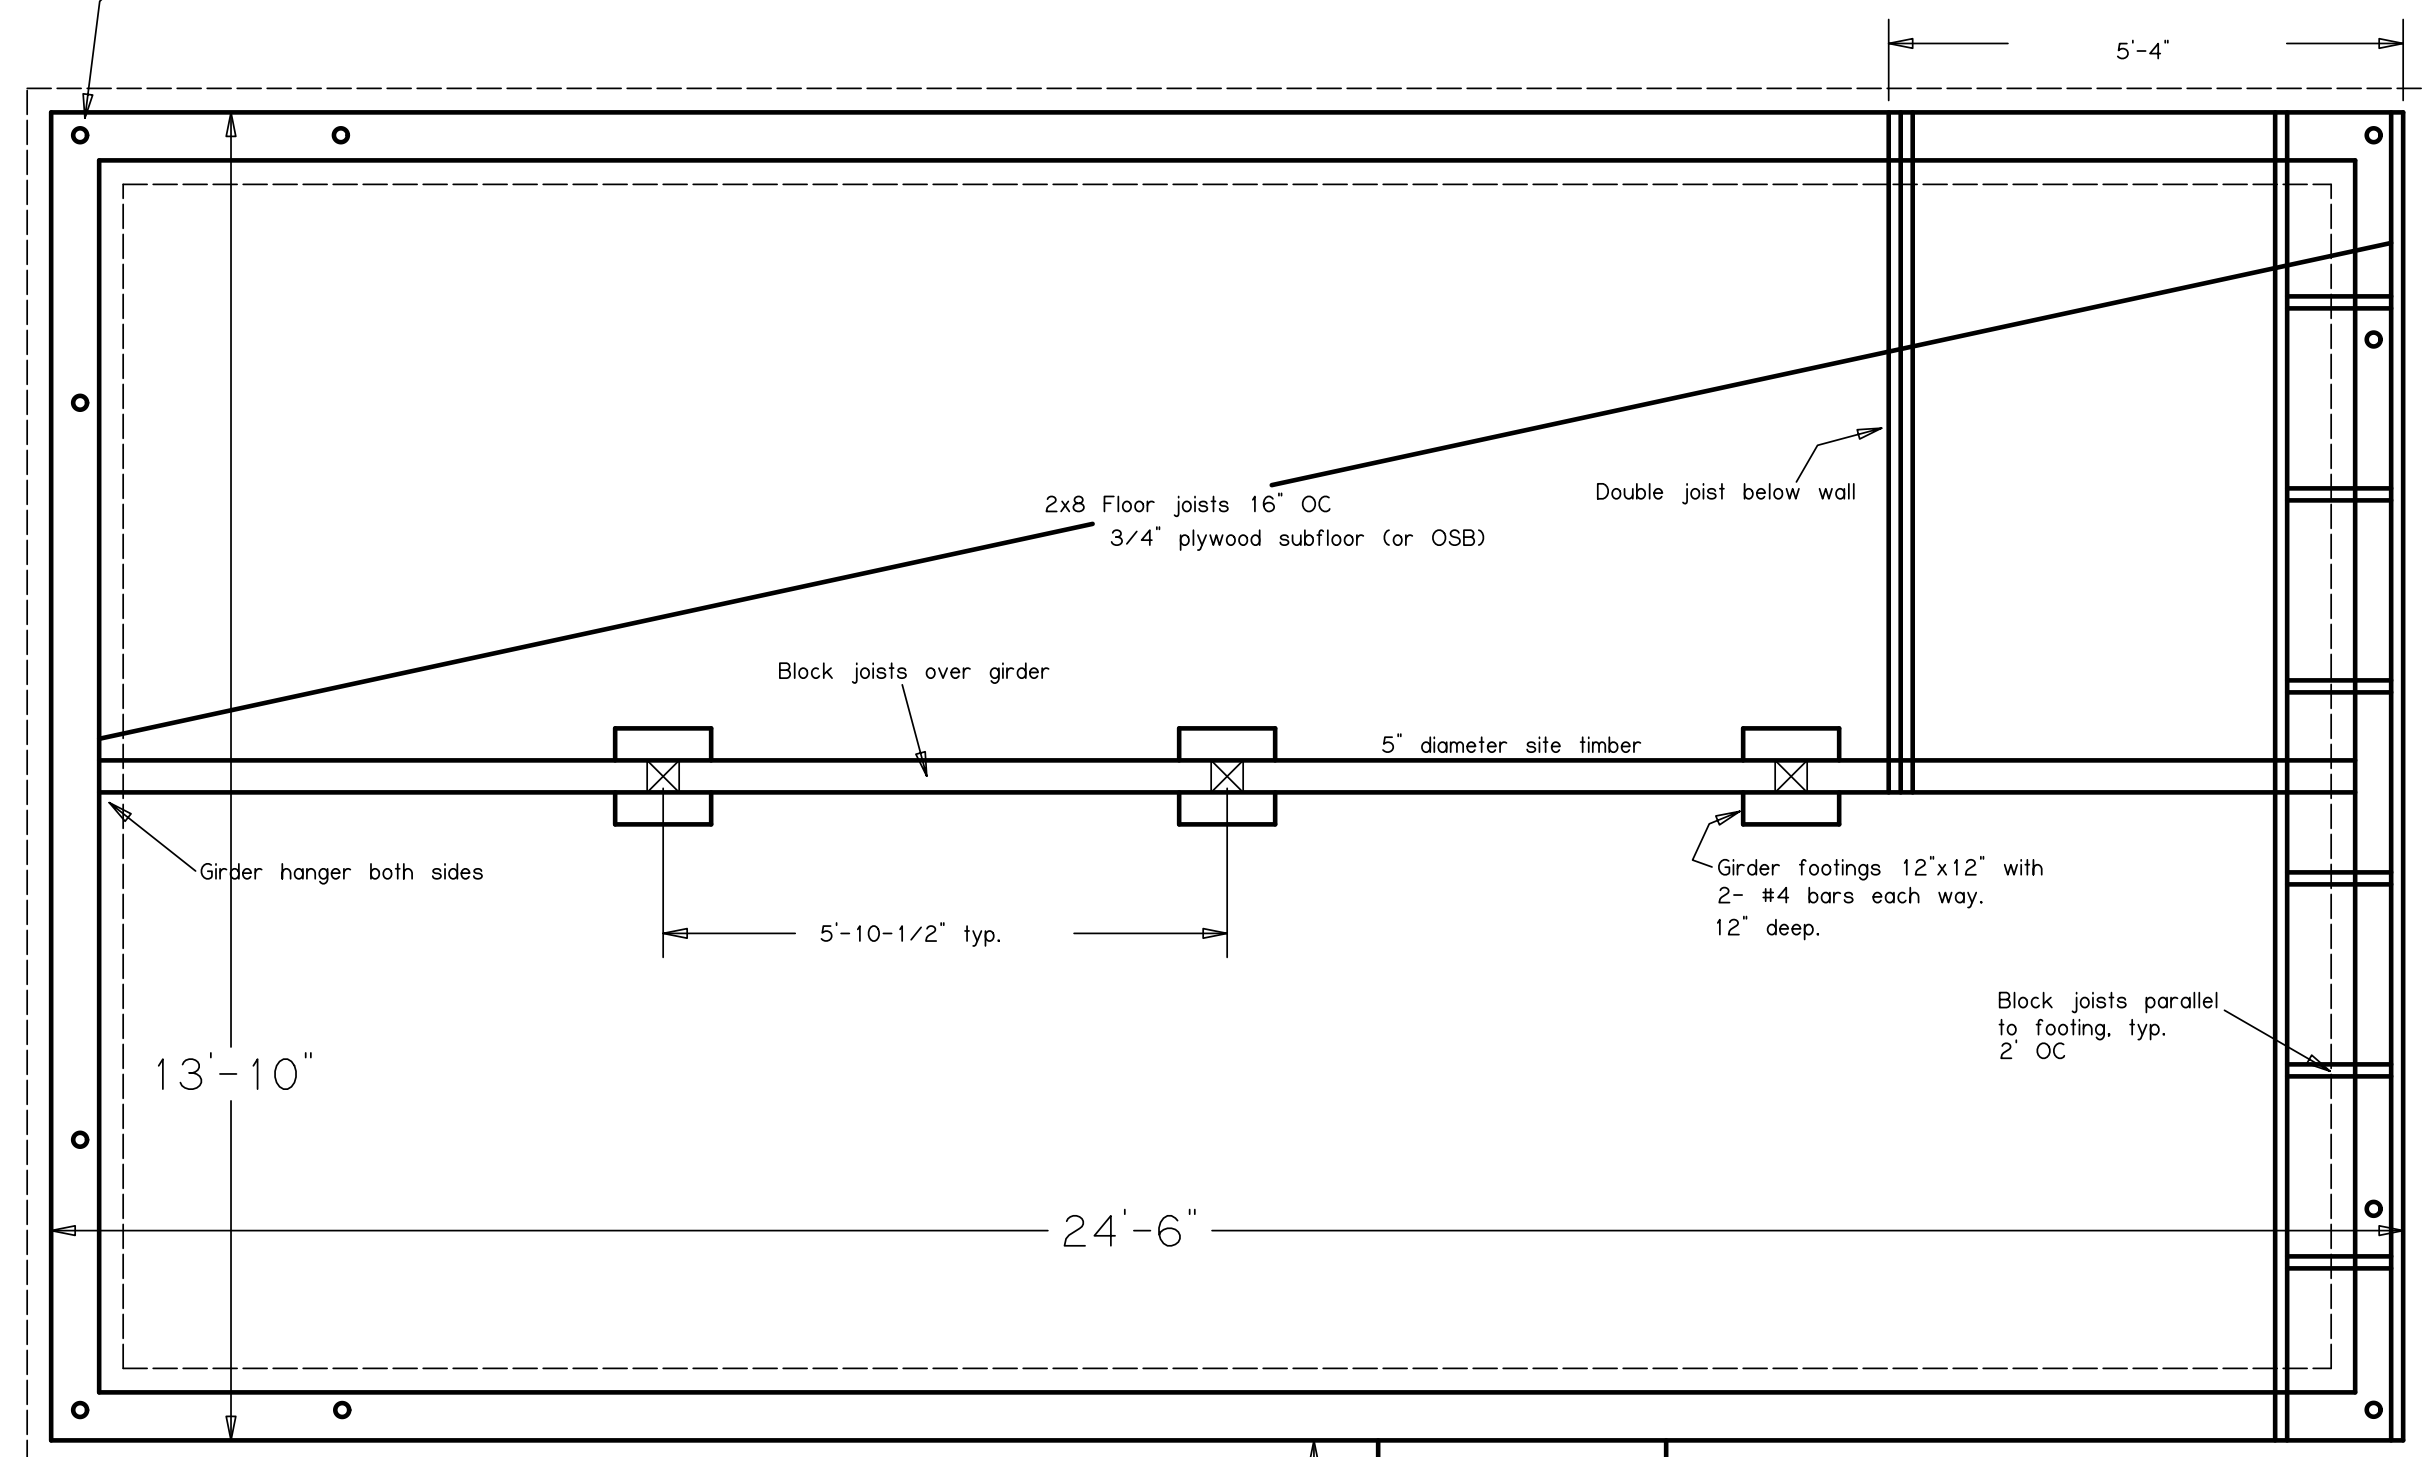 5'-4"
2x8 Floor joists 16" OC
3/4" plywood subfloor (or OSB)
Double joist below wall
Block joists over girder
5" diameter site timber
Girder hanger both sides
Girder footings 12"x12" with
2- #4 bars each way.
12" deep.
5'-10-1/2" typ.
Block joists parallel
to footing, typ.
2' OC
13'-10"
24'-6"